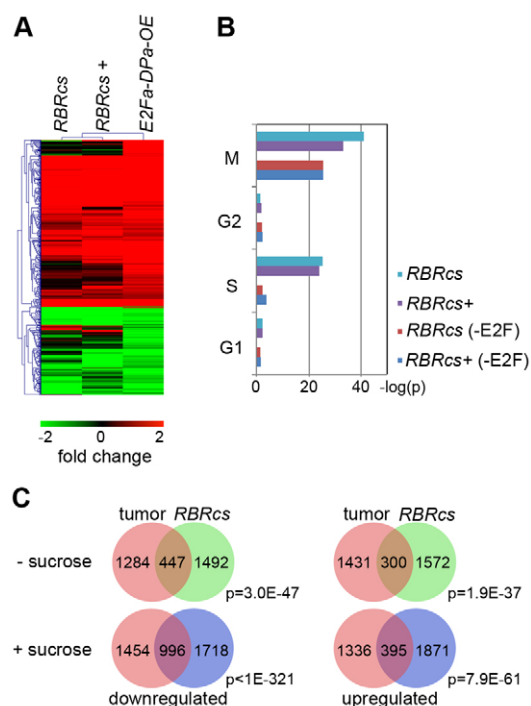 A
RBRcs
RBRcs +
E2Fa-DPa-OE
-2 0 2
fold change
B
M
G2
S
G1
0 20 40 -log(p)
RBRcs
RBRcs+
RBRcs (-E2F)
RBRcs+ (-E2F)
C
tumor RBRcs
tumor RBRcs
- sucrose
1284 447 1492
p=3.0E-47
1431 300 1572
p=1.9E-37
+ sucrose
1454 996 1718
p<1E-321
1336 395 1871
p=7.9E-61
downregulated
upregulated